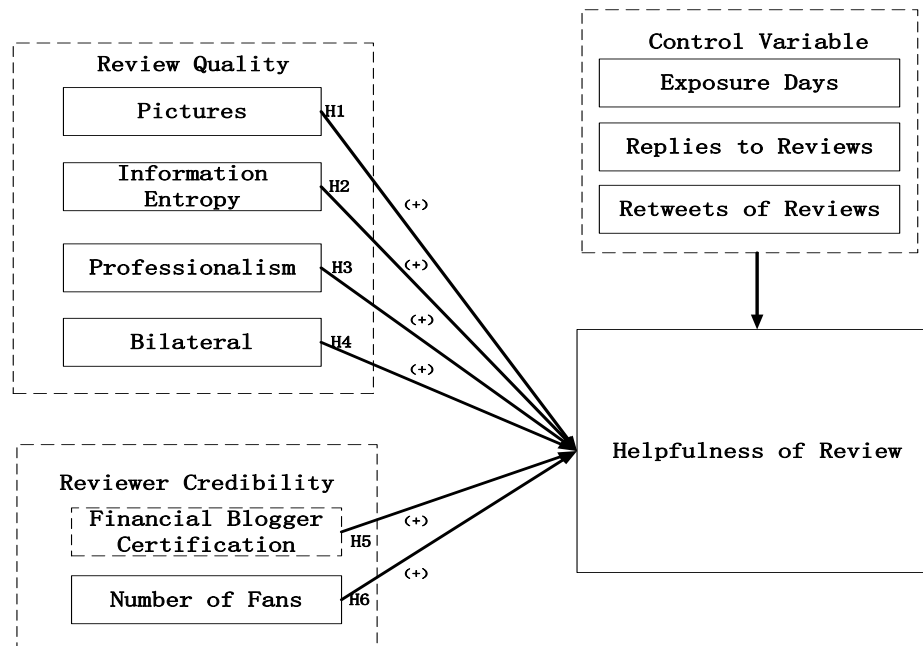 Review Quality
Pictures
H1
Information
Entropy
H2
Professionalism
H3
Bilateral
H4
(+)
(+)
(+)
(+)
Reviewer Credibility
Financial Blogger
Certification
H5
Number of Fans
H6
(+)
(+)
Control Variable
Exposure Days
Replies to Reviews
Retweets of Reviews
Helpfulness of Review